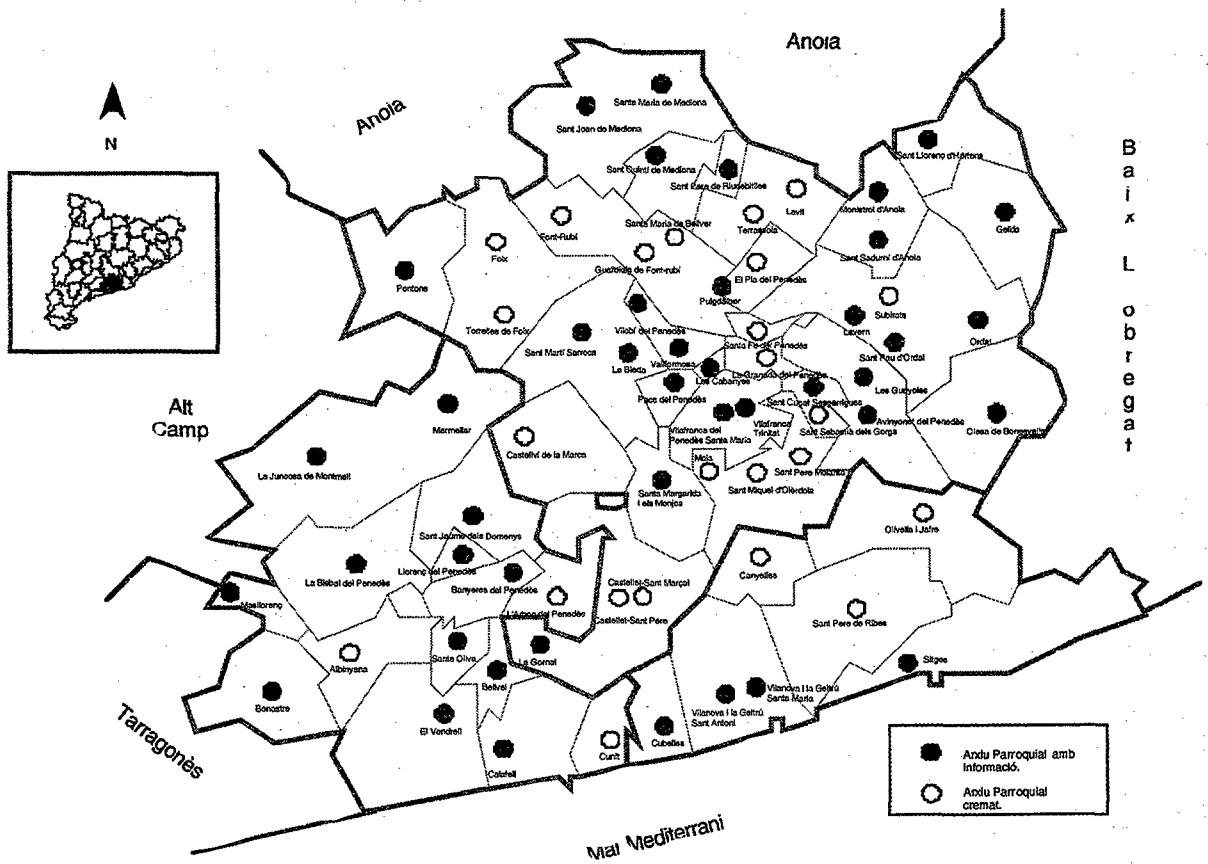 Anoia
Anoia
N
Santa Maria de Mediona
Sant Joan de Mediona
Sant Llorenç d'Hortons
Sant Quintí de Mediona
Sant Pere de Riudebitlles
Lavit
Monistrol d'Anoia
Gelida
Font-Rubí
Santa Maria de Bellver
Terrassola
Foix
Guardiola de Font-rubí
El Pla del Penedès
Sant Sadurní d'Anoia
Pontons
Puigdàlber
Subirats
Torretes de Foix
Vilobí del Penedès
Lavern
Ordal
Sant Martí Sarroca
Santa Fe del Penedès
Sant Pau d'Ordal
La Bleda
Vallformosa
La Granada del Penedès
Les Cabanyes
Les Gunyoles
Pacs del Penedès
Sant Cugat Sesgarrigues
Alt
Camp
Marmellar
Vilafranca del
Penedès Santa Maria
Vilafranca
Trinitat
Sant Sebastià dels Gorgs
Avinyonet del Penedès
Olesa de Bonesvalls
Castellví de la Marca
La Juncosa de Montmell
Moja
Sant Pere Molanta
Santa Margarida
i els Monjos
Sant Miquel d'Olèrdola
Olivella i Jafre
Sant Jaume dels Domenys
Llorenç del Penedès
La Bisbal del Penedès
Banyeres del Penedès
Canyelles
Masllorenç
L'Arboç del Penedès
Castellet-Sant Marçal
Castellet-Sant Pere
Sant Pere de Ribes
Santa Oliva
La Gornal
Albinyana
Bellvei
Sitges
Bonastre
Vilanova i la Geltrú
Santa Maria
Vilanova i la Geltrú
Sant Antoni
El Vendrell
Cubelles
Cunit
Calafell
Baix Llobregat
Tarragonès
Mar Mediterrani
Arxiu Parroquial amb
Informació.
Arxiu Parroquial
cremat.